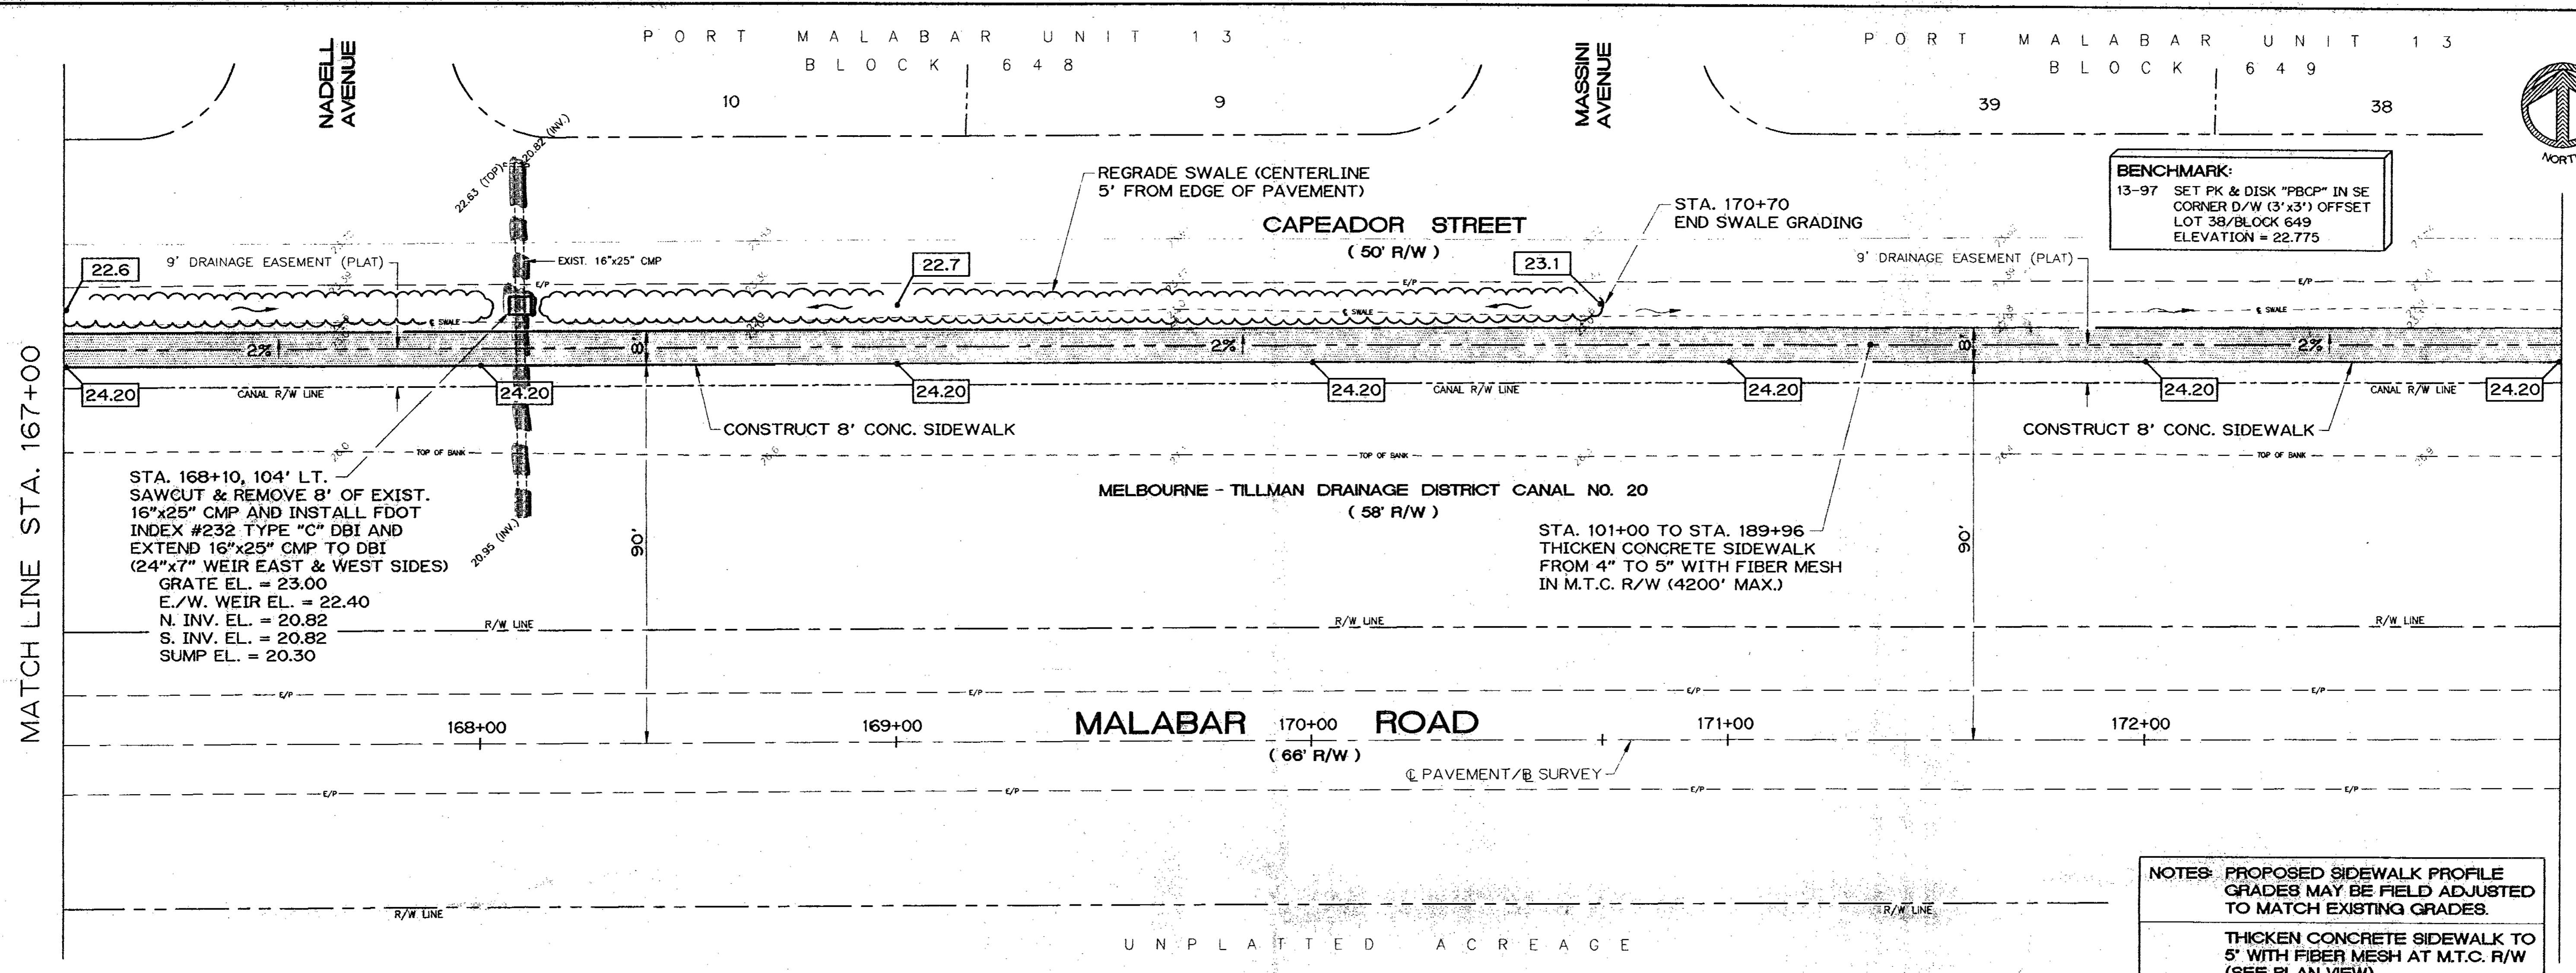 PORT MALABAR UNIT 13
BLOCK 648
PORT MALABAR UNIT 13
BLOCK 649
NADELL
AVENUE
MASSINI
AVENUE
10
9
39
38
BENCHMARK:
13-97 SET PK & DISK "PBCP" IN SE
CORNER D/W (3'x3') OFFSET
LOT 38/BLOCK 649
ELEVATION = 22.775
22.63 (TOP)
20.82 (INV.)
REGRADE SWALE (CENTERLINE
5' FROM EDGE OF PAVEMENT)
CAPEADOR STREET
( 50' R/W )
STA. 170+70
END SWALE GRADING
22.6
9' DRAINAGE EASEMENT (PLAT)
EXIST. 16"x25" CMP
22.7
23.1
9' DRAINAGE EASEMENT (PLAT)
E/P
E/P
E/P
℄ SWALE
℄ SWALE
℄ SWALE
2%
8'
2%
8'
2%
24.20
24.20
24.20
24.20
24.20
24.20
24.20
CANAL R/W LINE
CANAL R/W LINE
CANAL R/W LINE
CONSTRUCT 8' CONC. SIDEWALK
CONSTRUCT 8' CONC. SIDEWALK
TOP OF BANK
TOP OF BANK
TOP OF BANK
MATCH LINE STA. 167+00
STA. 168+10, 104' LT.
SAWCUT & REMOVE 8' OF EXIST.
16"x25" CMP AND INSTALL FDOT
INDEX #232 TYPE "C" DBI AND
EXTEND 16"x25" CMP TO DBI
(24"x7" WEIR EAST & WEST SIDES)
GRATE EL. = 23.00
E./W. WEIR EL. = 22.40
N. INV. EL. = 20.82
S. INV. EL. = 20.82
SUMP EL. = 20.30
20.95 (INV.)
MELBOURNE - TILLMAN DRAINAGE DISTRICT CANAL NO. 20
( 58' R/W )
STA. 101+00 TO STA. 189+96
THICKEN CONCRETE SIDEWALK
FROM 4" TO 5" WITH FIBER MESH
IN M.T.C. R/W (4200' MAX.)
90'
90'
R/W LINE
R/W LINE
R/W LINE
E/P
E/P
E/P
E/P
168+00
169+00
MALABAR ROAD
170+00
171+00
172+00
( 66' R/W )
℄ PAVEMENT/B SURVEY
E/P
E/P
E/P
E/P
R/W LINE
R/W LINE
UNPLATTED ACREAGE
NOTES: PROPOSED SIDEWALK PROFILE
GRADES MAY BE FIELD ADJUSTED
TO MATCH EXISTING GRADES.
THICKEN CONCRETE SIDEWALK TO
5" WITH FIBER MESH AT M.T.C. R/W
(SEE PLAN VIEW)